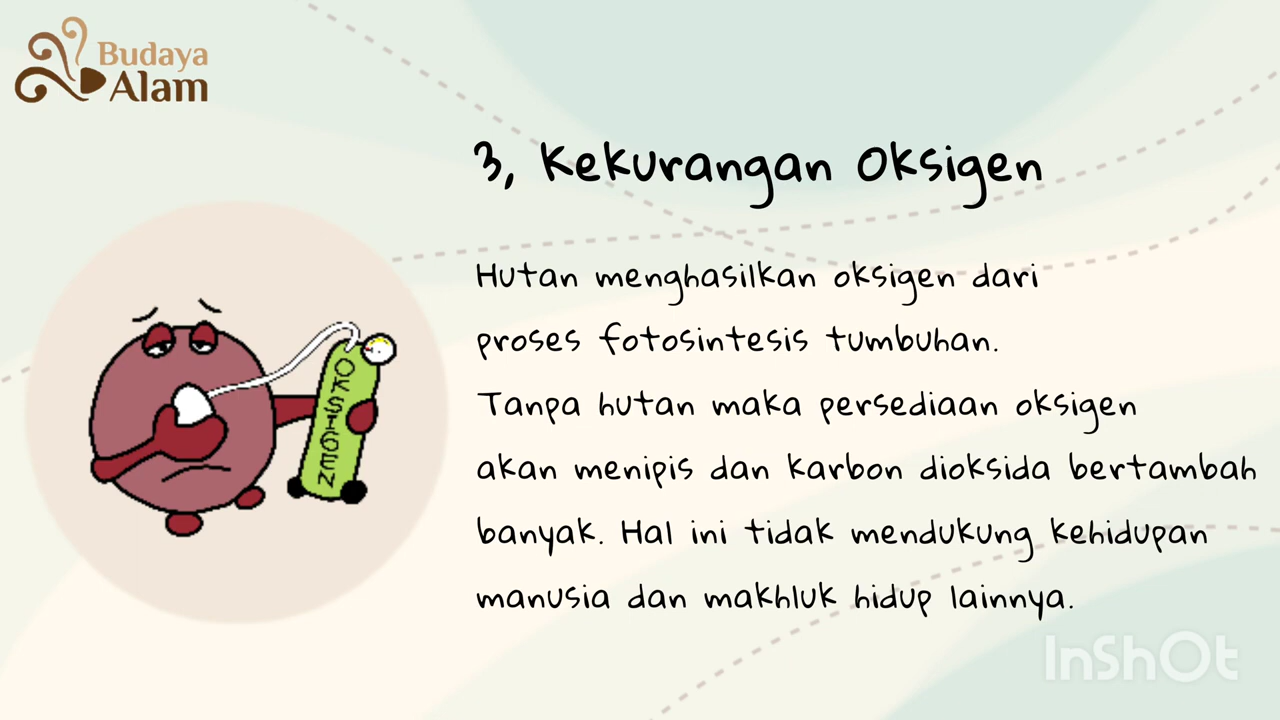 Budaya
Alam
3, Kekurangan Oksigen
Hutan menghasilkan oksigen dari
proses fotosintesis tumbuhan.
Tanpa hutan maka persediaan oksigen
akan menipis dan karbon dioksida bertambah
banyak. Hal ini tidak mendukung kehidupan
manusia dan makhluk hidup lainnya.
OKSIGEN
InShOt